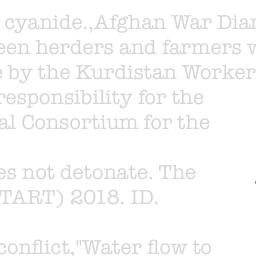 cyanide.,Afghan War Diar
een herders and farmers w
e by the Kurdistan Worker
responsibility for the
al Consortium for the
es not detonate. The
TART) 2018. ID.
conflict,"Water flow to